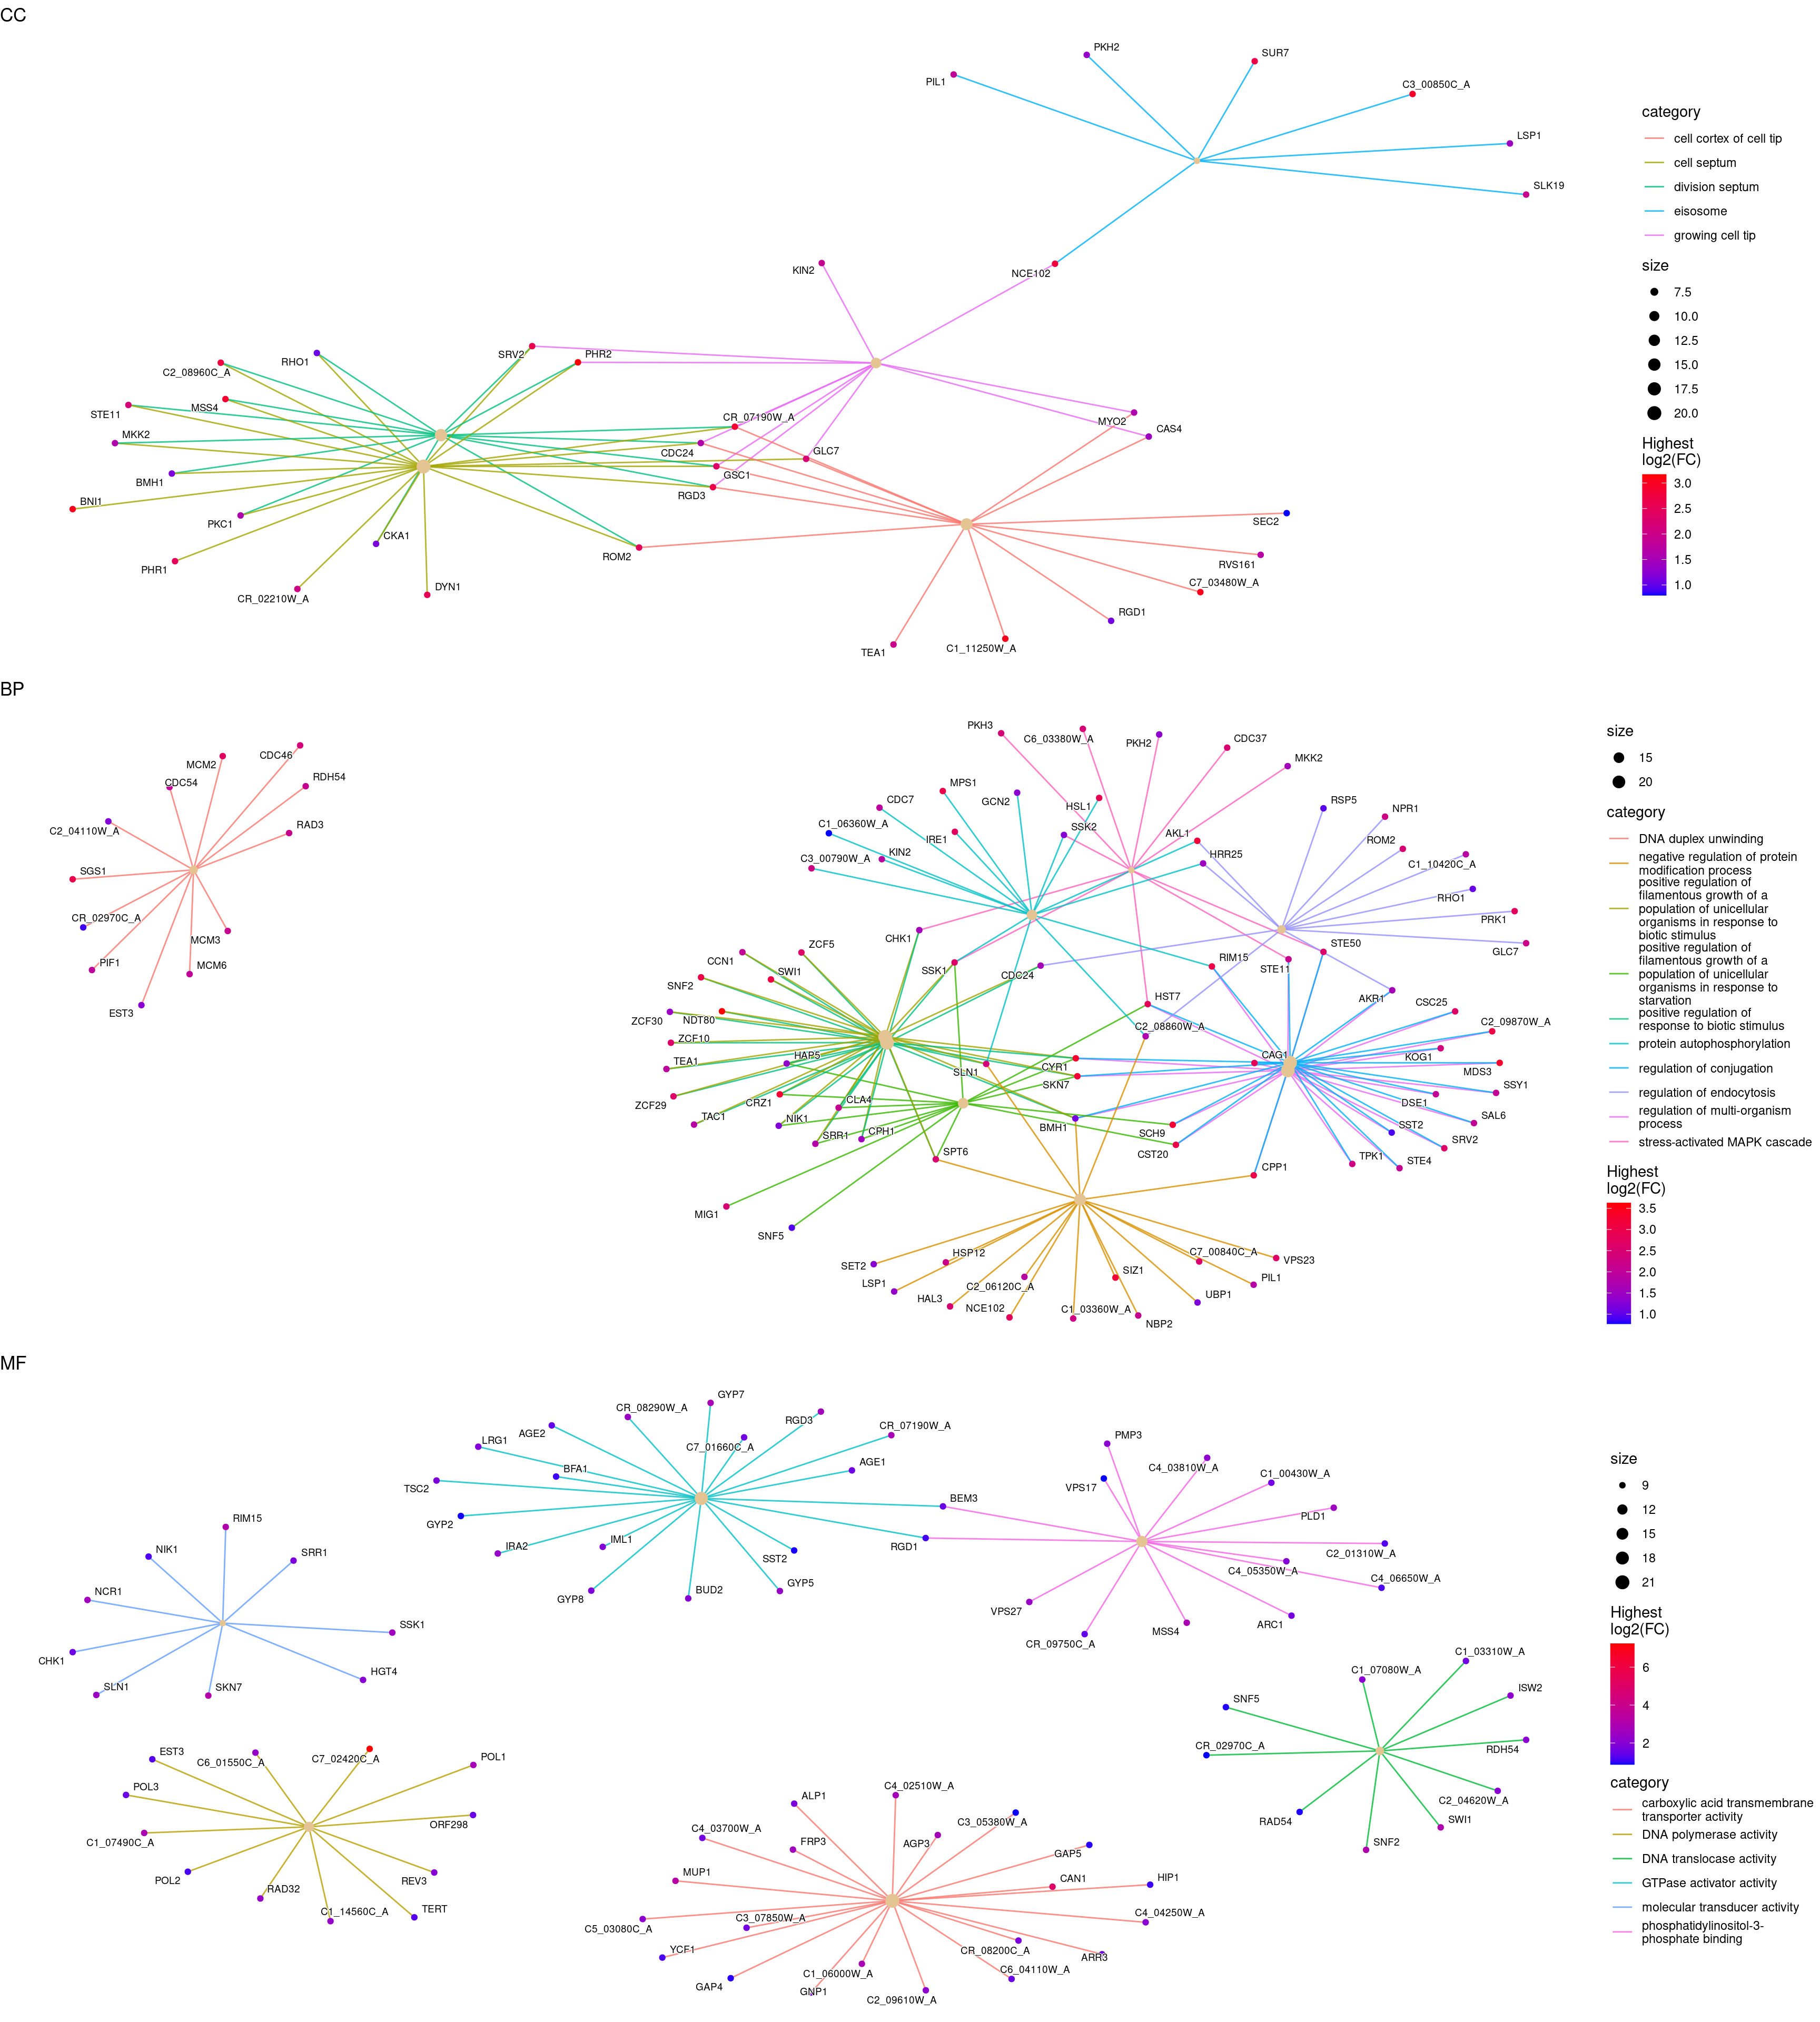 CC
PKH2
SUR7
PIL1
C3_00850C_A
LSP1
SLK19
NCE102
KIN2
SRV2
PHR2
RHO1
C2_08960C_A
STE11
MSS4
MKK2
BMH1
BNI1
PKC1
CKA1
PHR1
CR_02210W_A
DYN1
ROM2
CR_07190W_A
CDC24
GLC7
GSC1
RGD3
MYO2
CAS4
SEC2
RVS161
C7_03480W_A
RGD1
C1_11250W_A
TEA1
category
cell cortex of cell tip
cell septum
division septum
eisosome
growing cell tip
size
7.5
10.0
12.5
15.0
17.5
20.0
Highest
log2(FC)
3.0
2.5
2.0
1.5
1.0
BP
MCM2
CDC46
CDC54
RDH54
C2_04110W_A
RAD3
SGS1
CR_02970C_A
MCM3
PIF1
MCM6
EST3
PKH3
C6_03380W_A
PKH2
CDC37
MKK2
MPS1
CDC7
GCN2
HSL1
RSP5
NPR1
C1_06360W_A
IRE1
SSK2
AKL1
ROM2
KIN2
HRR25
C1_10420C_A
C3_00790W_A
RHO1
PRK1
CHK1
GLC7
STE50
ZCF5
CCN1
SWI1
SSK1
CDC24
RIM15
STE11
SNF2
AKR1
HST7
CSC25
ZCF30
NDT80
C2_08860W_A
C2_09870W_A
ZCF10
TEA1
HAP5
CYR1
CAG1
KOG1
SLN1
MDS3
SKN7
SSY1
ZCF29
CRZ1
CLA4
DSE1
TAC1
NIK1
SAL6
SRR1
CPH1
BMH1
SCH9
SST2
CST20
SRV2
SPT6
CPP1
TPK1
STE4
MIG1
SNF5
HSP12
C7_00840C_A
VPS23
SET2
LSP1
C2_06120C_A
SIZ1
PIL1
HAL3
UBP1
NCE102
C1_03360W_A
NBP2
size
15
20
category
DNA duplex unwinding
negative regulation of protein
modification process
positive regulation of
filamentous growth of a
population of unicellular
organisms in response to
biotic stimulus
positive regulation of
filamentous growth of a
population of unicellular
organisms in response to
starvation
positive regulation of
response to biotic stimulus
protein autophosphorylation
regulation of conjugation
regulation of endocytosis
regulation of multi-organism
process
stress-activated MAPK cascade
Highest
log2(FC)
3.5
3.0
2.5
2.0
1.5
1.0
MF
GYP7
CR_08290W_A
RGD3
AGE2
CR_07190W_A
LRG1
C7_01660C_A
BFA1
AGE1
TSC2
BEM3
GYP2
IRA2
IML1
RGD1
SST2
GYP8
BUD2
GYP5
PMP3
C4_03810W_A
C1_00430W_A
VPS17
PLD1
C2_01310W_A
C4_05350W_A
C4_06650W_A
VPS27
ARC1
MSS4
CR_09750C_A
RIM15
NIK1
SRR1
NCR1
SSK1
CHK1
HGT4
SLN1
SKN7
C1_03310W_A
C1_07080W_A
ISW2
SNF5
CR_02970C_A
RDH54
C2_04620W_A
RAD54
SWI1
SNF2
EST3
C6_01550C_A
C7_02420C_A
POL1
POL3
ORF298
C1_07490C_A
POL2
REV3
RAD32
C1_14560C_A
TERT
C4_02510W_A
ALP1
C3_05380W_A
C4_03700W_A
FRP3
AGP3
GAP5
MUP1
CAN1
HIP1
C5_03080C_A
C3_07850W_A
C4_04250W_A
YCF1
CR_08200C_A
ARR3
C1_06000W_A
C6_04110W_A
GAP4
GNP1
C2_09610W_A
size
9
12
15
18
21
Highest
log2(FC)
6
4
2
category
carboxylic acid transmembrane
transporter activity
DNA polymerase activity
DNA translocase activity
GTPase activator activity
molecular transducer activity
phosphatidylinositol-3-
phosphate binding